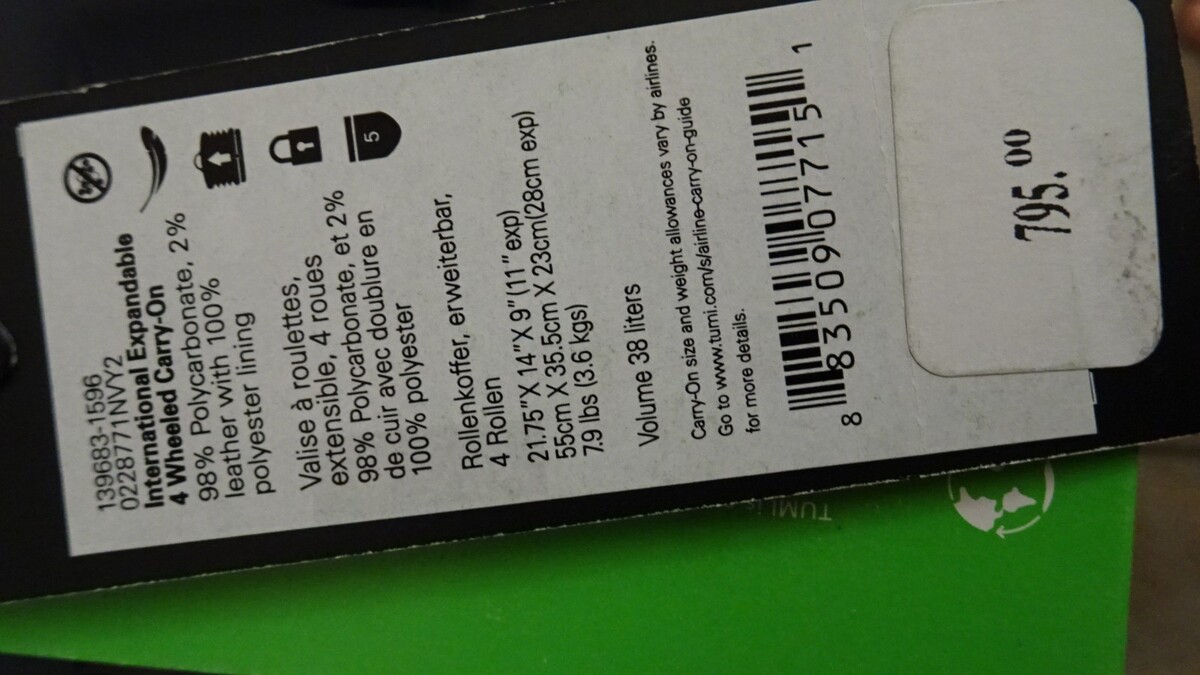 139683-1596
0228771NVY2
International Expandable
4 Wheeled Carry-On
98% Polycarbonate, 2%
leather with 100%
polyester lining
Valise à roulettes,
extensible, 4 roues
98% Polycarbonate, et 2%
de cuir avec doublure en
100% polyester
Rollenkoffer, erweiterbar,
4 Rollen
21.75"X 14"X 9"(11"exp)
55cm X 35.5cm X 23cm(28cm exp)
7.9 lbs (3.6 kgs)
Volume 38 liters
Carry-On size and weight allowances vary by airlines.
Go to www.tumi.com/s/airline-carry-on-guide
for more details.
8 83509 07715 1
795.00
5
TUMI